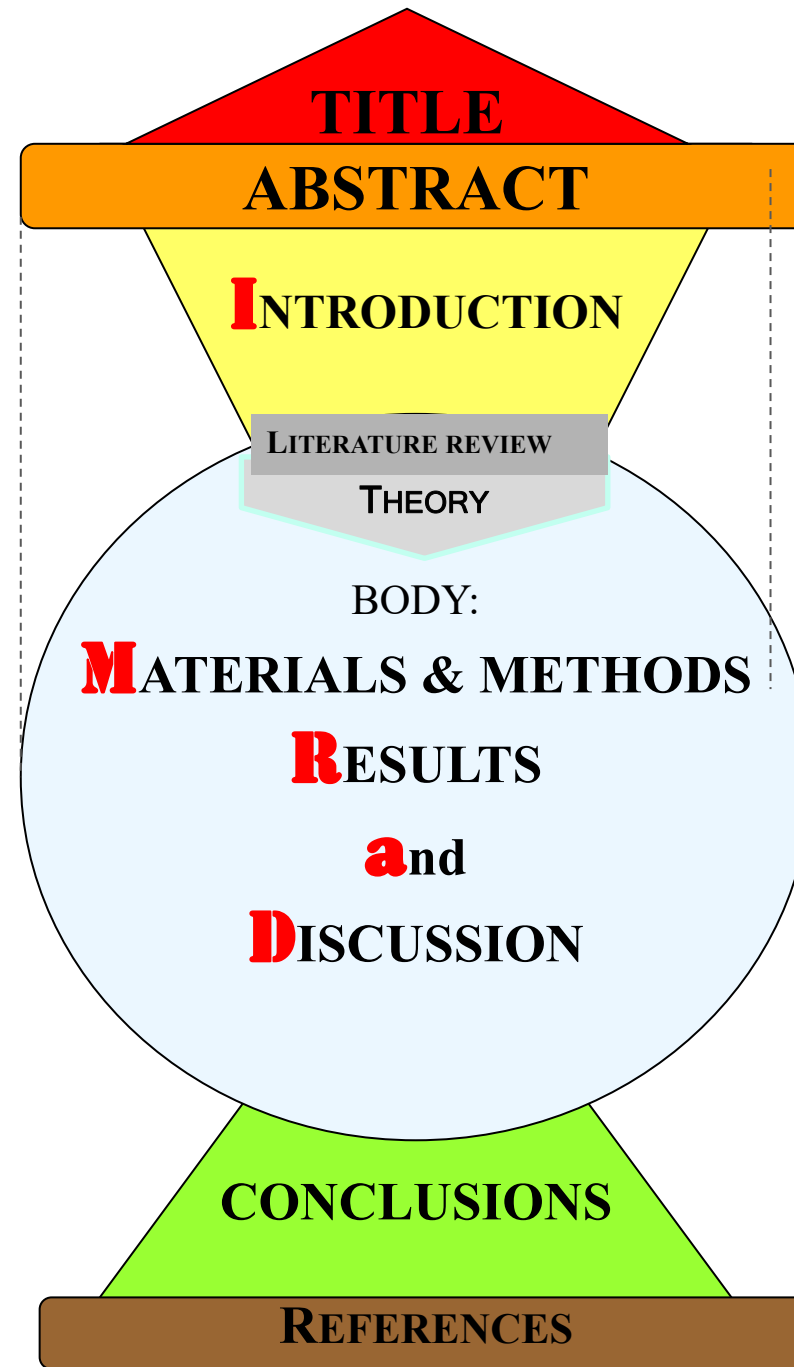 TITLE
ABSTRACT
INTRODUCTION
LITERATURE REVIEW
THEORY
BODY:
MATERIALS & METHODS
RESULTS
and
DISCUSSION
CONCLUSIONS
REFERENCES